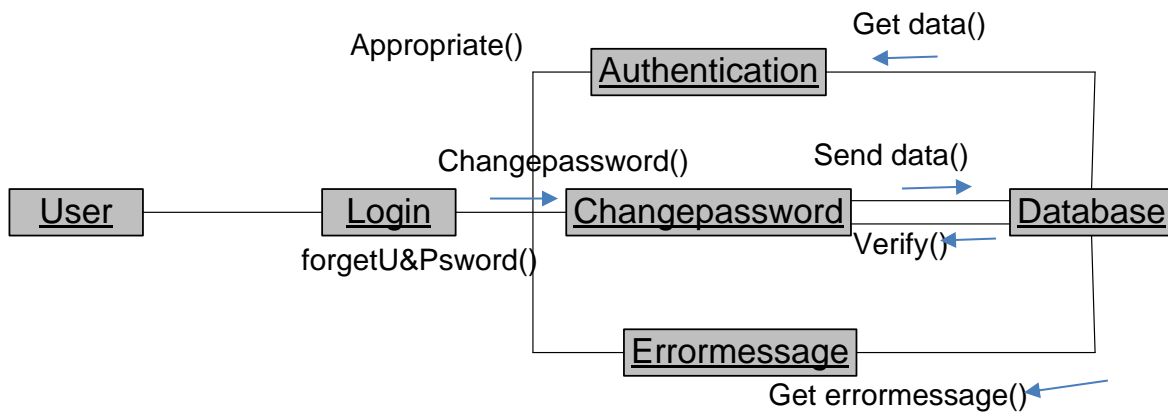 Get data()
Appropriate()
Authentication
Changepassword()
Send data()
User
Login
Changepassword
Database
forgetU&Psword()
Verify()
Errormessage
Get errormessage()